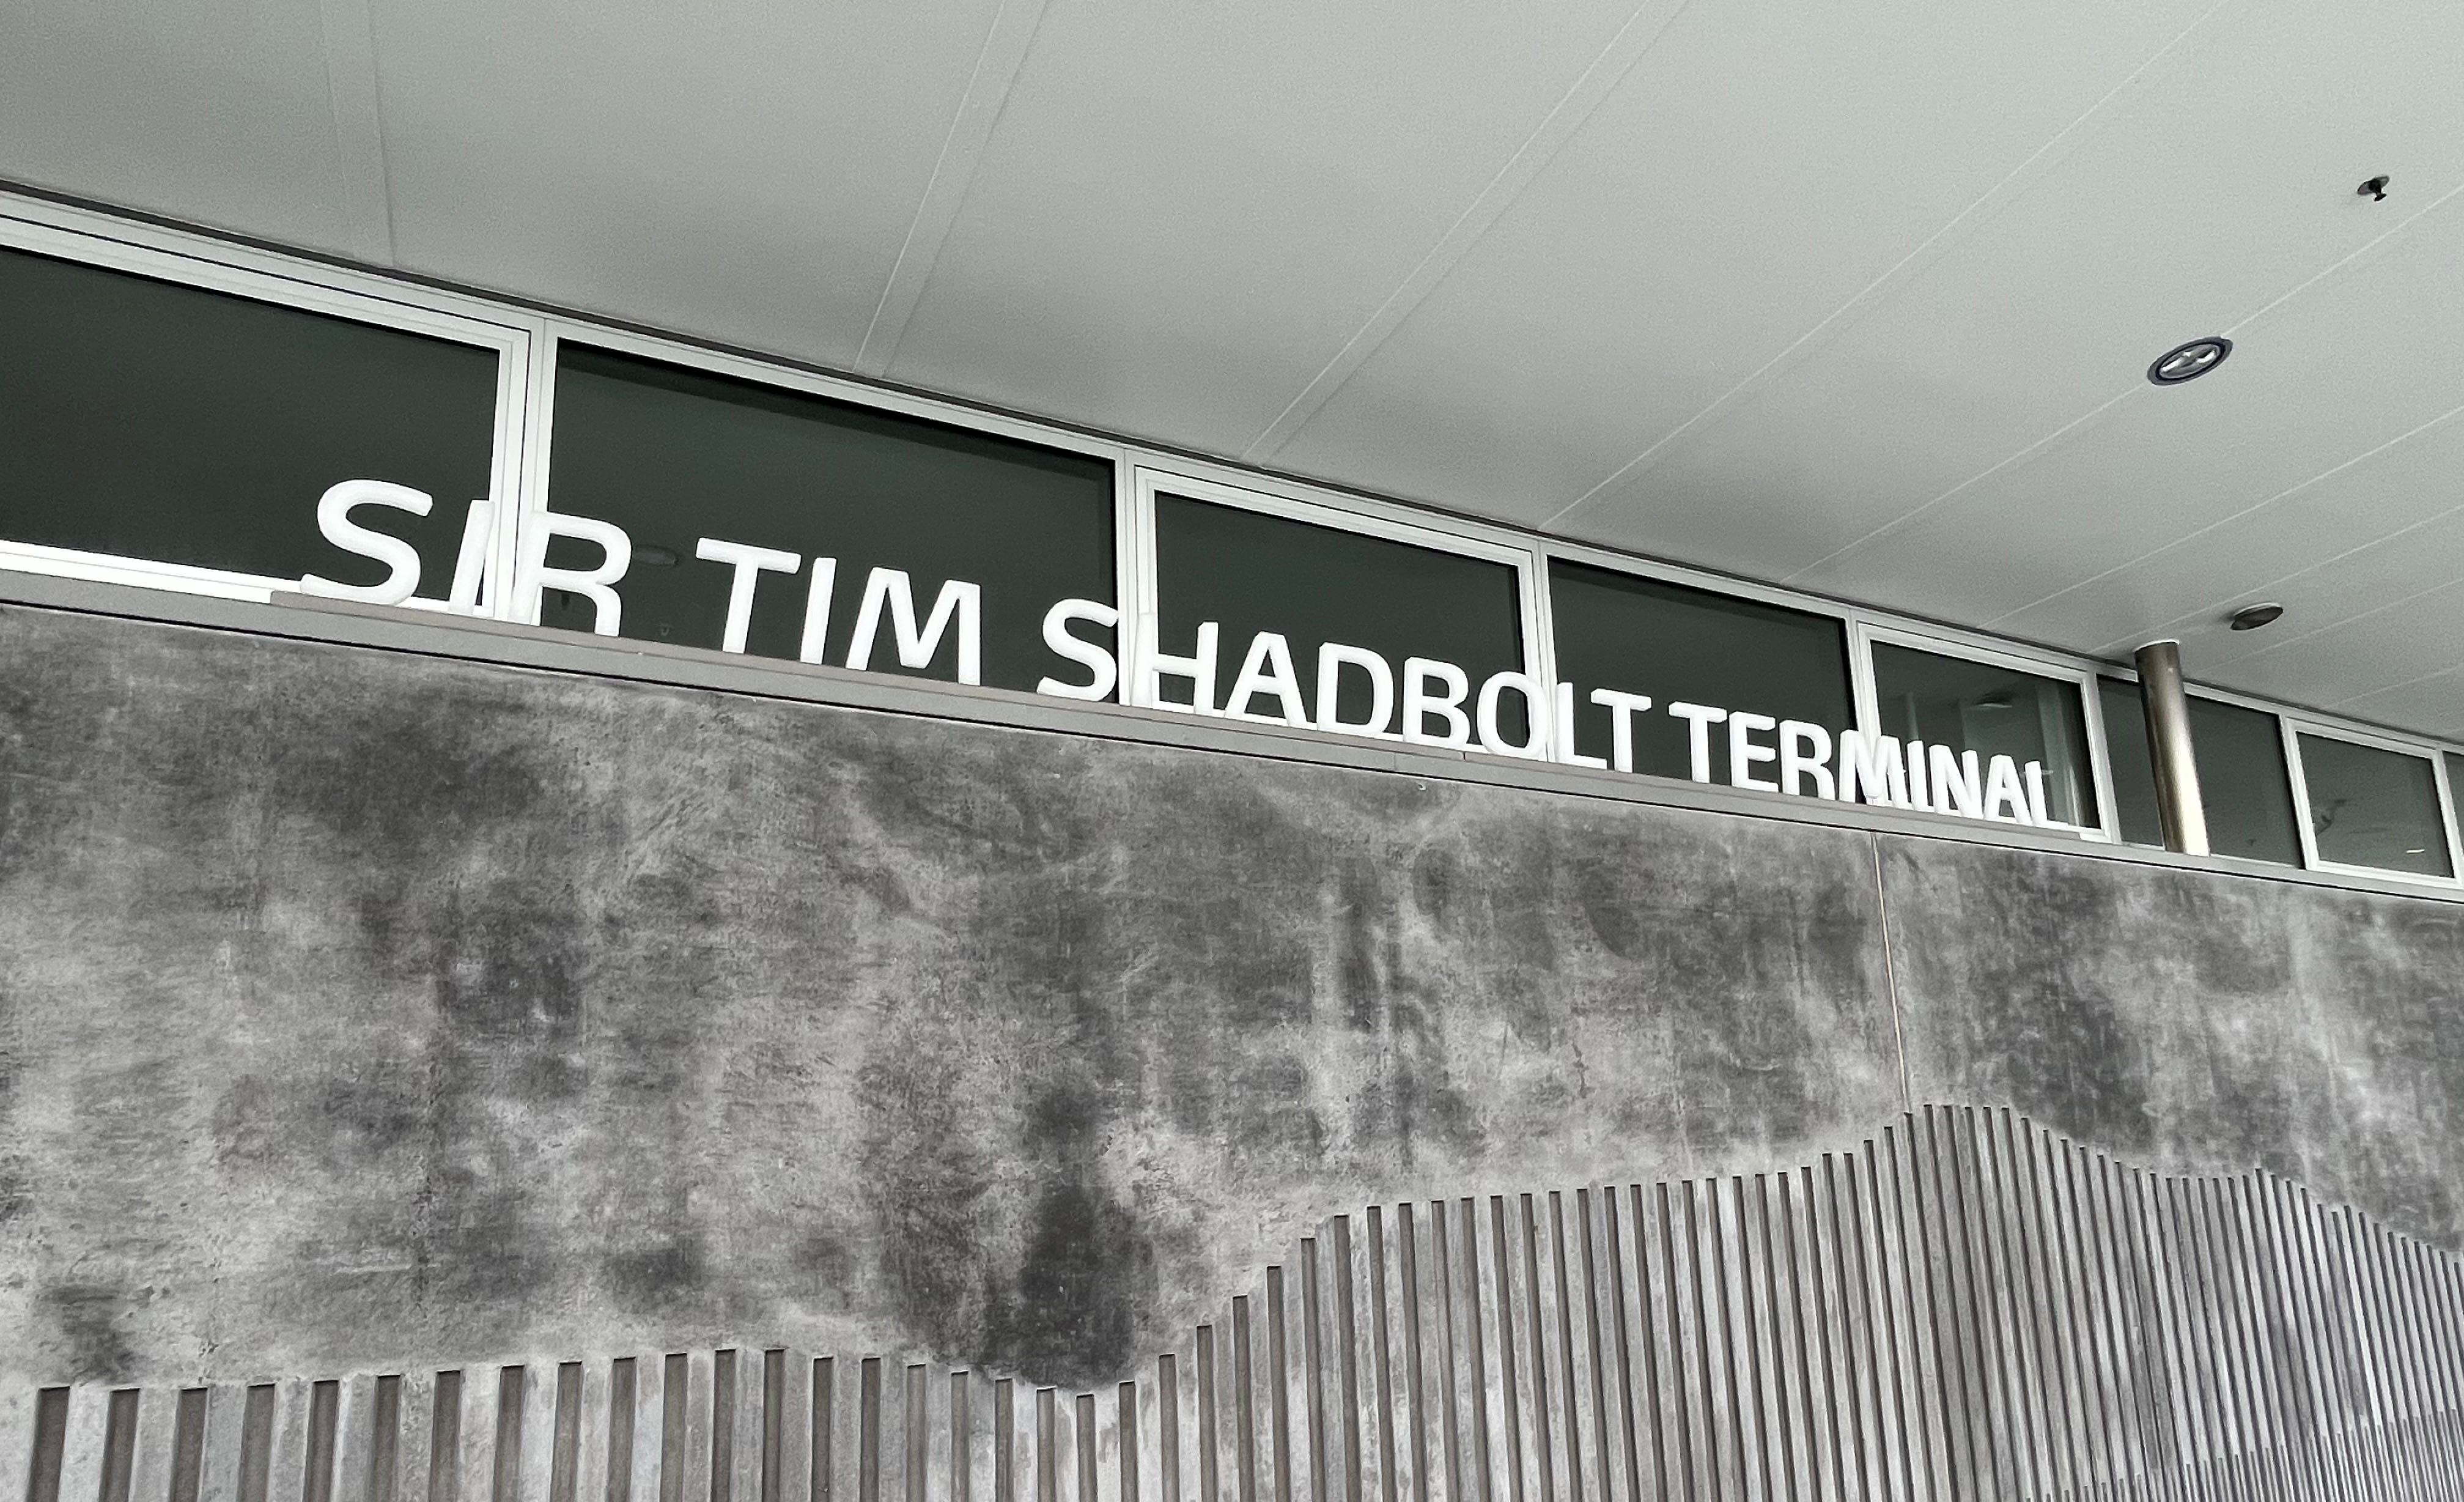 SIR TIM SHADBOLT TERMINAL